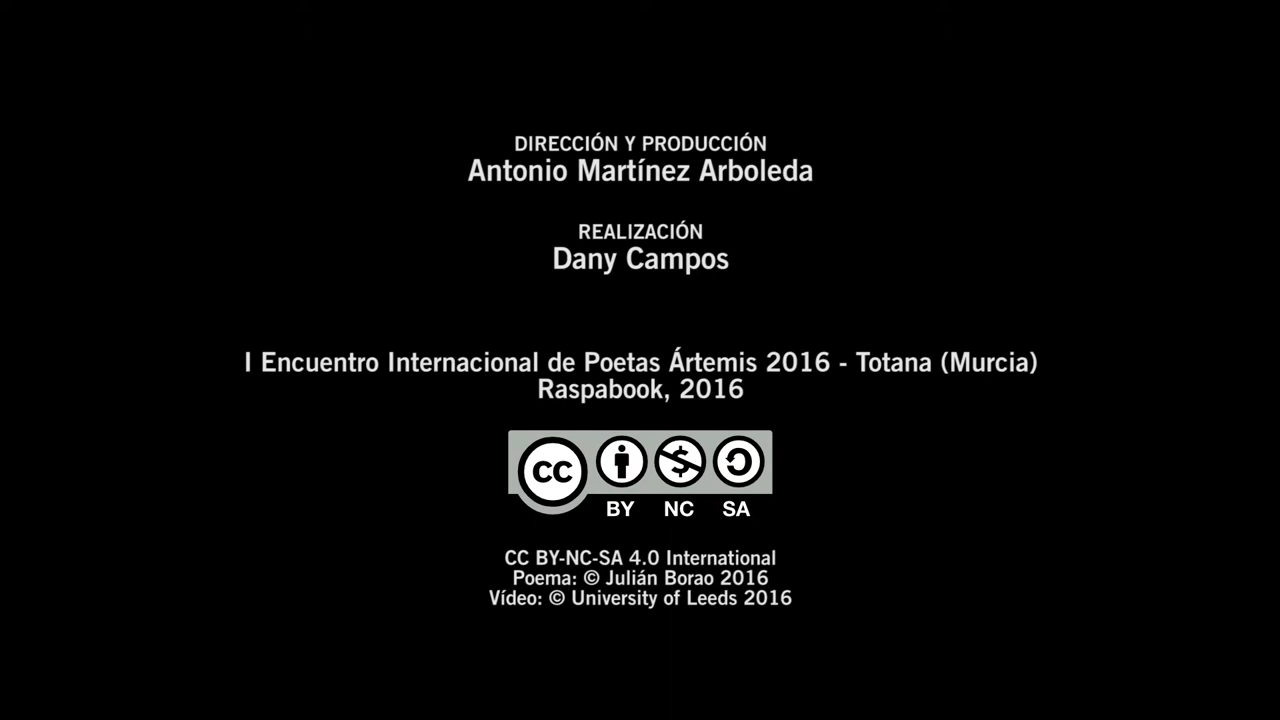 DIRECCIÓN Y PRODUCCIÓN
Antonio Martínez Arboleda
REALIZACIÓN
Dany Campos
I Encuentro Internacional de Poetas Ártemis 2016 - Totana (Murcia)
Raspabook, 2016
cc
BY NC SA
CC BY-NC-SA 4.0 International
Poema: © Julián Borao 2016
Vídeo: © University of Leeds 2016